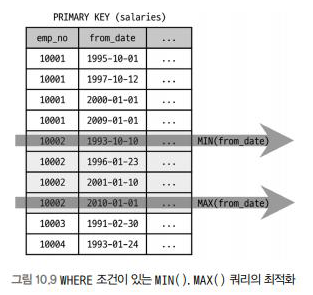 PRIMARY KEY (salaries)
emp_no from_date ...
10001 1995-10-01 ...
10001 1997-10-12 ...
10001 2000-01-01 ...
10001 2009-01-01 ...
10002 1993-10-10 ... MIN(from_date)
10002 1996-01-23 ...
10002 2001-01-10 ...
10002 2010-01-01 ... MAX(from_date)
10003 1991-02-30 ...
10004 1993-01-24 ...
그림 10.9 WHERE 조건이 있는 MIN(). MAX() 쿼리의 최적화